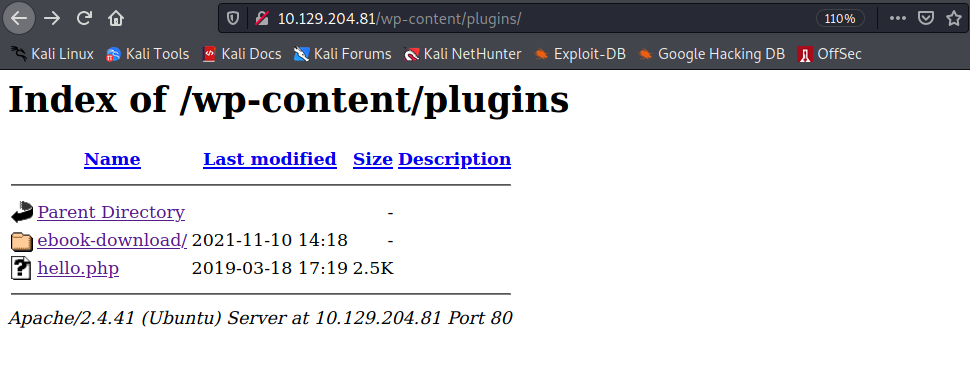 10.129.204.81/wp-content/plugins/ 110%
Kali Linux Kali Tools Kali Docs Kali Forums Kali NetHunter Exploit-DB Google Hacking DB OffSec
Index of /wp-content/plugins
Name Last modified Size Description
Parent Directory -
ebook-download/ 2021-11-10 14:18 -
hello.php 2019-03-18 17:19 2.5K
Apache/2.4.41 (Ubuntu) Server at 10.129.204.81 Port 80